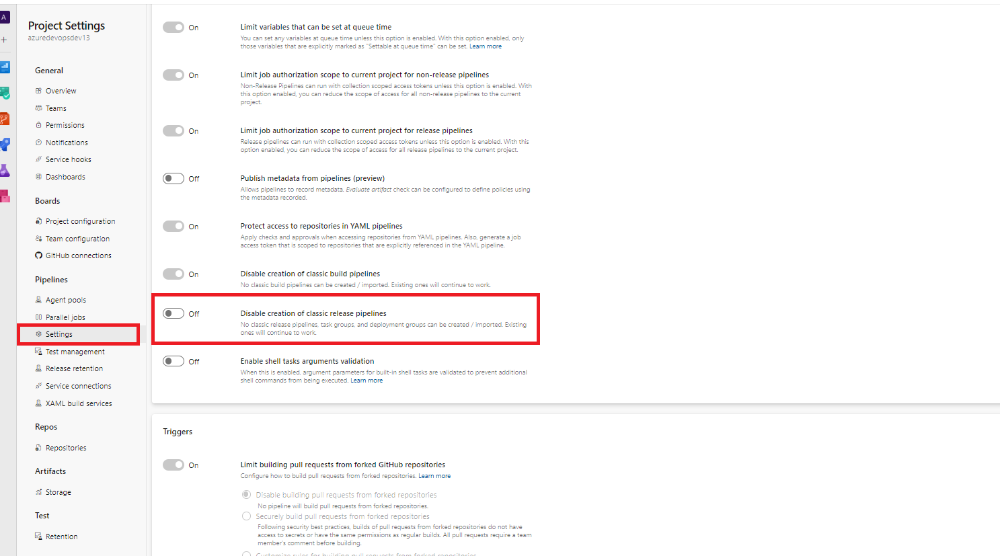 A
Project Settings
azuredevopsdev13
General
Overview
Teams
Permissions
Notifications
Service hooks
Dashboards
Boards
Project configuration
Team configuration
GitHub connections
Pipelines
Agent pools
Parallel jobs
Settings
Test management
Release retention
Service connections
XAML build services
Repos
Repositories
Artifacts
Storage
Test
Retention
On
Limit variables that can be set at queue time
You can set any variables at queue time unless this option is enabled. With this option enabled, only
those variables that are explicitly marked as "Settable at queue time" can be set. Learn more
On
Limit job authorization scope to current project for non-release pipelines
Non-Release Pipelines can run with collection scoped access tokens unless this option is enabled. With
this option enabled, you can reduce the scope of access for all non-release pipelines to the current
project.
On
Limit job authorization scope to current project for release pipelines
Release pipelines can run with collection scoped access tokens unless this option is enabled. With this
option enabled, you can reduce the scope of access for all release pipelines to the current project.
Off
Publish metadata from pipelines (preview)
Allows pipelines to record metadata. Evaluate artifact check can be configured to define policies using
the metadata recorded.
On
Protect access to repositories in YAML pipelines
Apply checks and approvals when accessing repositories from YAML pipelines. Also, generate a job
access token that is scoped to repositories that are explicitly referenced in the YAML pipeline.
On
Disable creation of classic build pipelines
No classic build pipelines can be created / imported. Existing ones will continue to work.
Off
Disable creation of classic release pipelines
No classic release pipelines, task groups, and deployment groups can be created / imported. Existing
ones will continue to work.
Off
Enable shell tasks arguments validation
When this is enabled, argument parameters for built-in shell tasks are validated to prevent additional
shell commands from being executed. Learn more
Triggers
On
Limit building pull requests from forked GitHub repositories
Configure how to build pull requests from forked repositories. Learn more
Disable building pull requests from forked repositories
No pipeline will build pull requests from forked repositories.
Securely build pull requests from forked repositories
Following security best practices, builds of pull requests from forked repositories do not have
access to secrets or have the same permissions as regular builds. All pull requests require a team
member's comment before building.
Customize rules for building pull requests from forked repositories